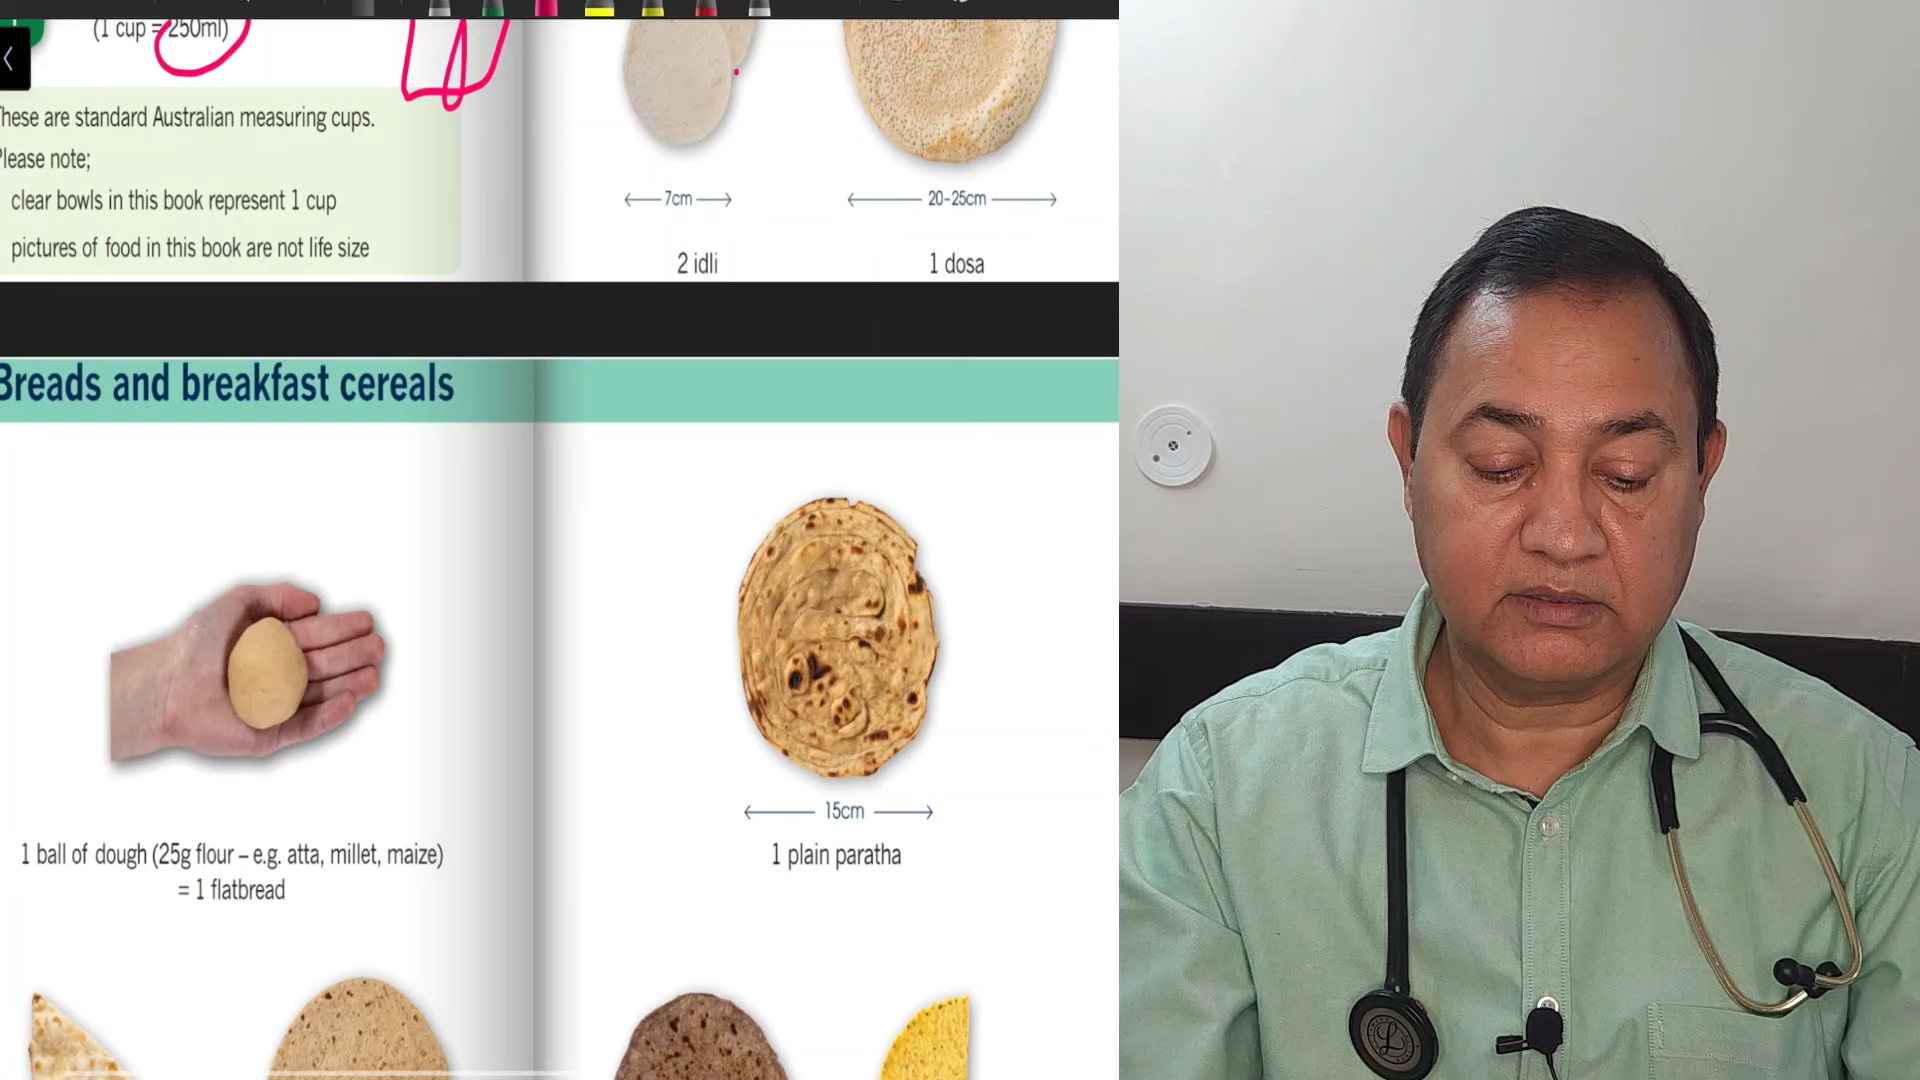 (1 cup = 250ml)
These are standard Australian measuring cups.
Please note;
clear bowls in this book represent 1 cup
pictures of food in this book are not life size
7cm
20-25cm
2 idli
1 dosa
Breads and breakfast cereals
1 ball of dough (25g flour – e.g. atta, millet, maize)
= 1 flatbread
15cm
1 plain paratha